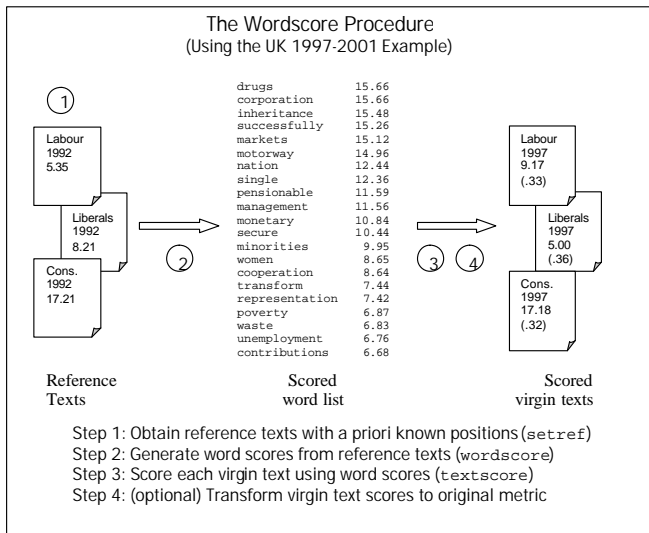 The Wordscore Procedure
(Using the UK 1997-2001 Example)
1
Labour
1992
5.35
Liberals
1992
8.21
Cons.
1992
17.21
Reference
Texts
2
drugs 15.66
corporation 15.66
inheritance 15.48
successfully 15.26
markets 15.12
motorway 14.96
nation 12.44
single 12.36
pensionable 11.59
management 11.56
monetary 10.84
secure 10.44
minorities 9.95
women 8.65
cooperation 8.64
transform 7.44
representation 7.42
poverty 6.87
waste 6.83
unemployment 6.76
contributions 6.68
Scored
word list
3 4
Labour
1997
9.17
(.33)
Liberals
1997
5.00
(.36)
Cons.
1997
17.18
(.32)
Scored
virgin texts
Step 1: Obtain reference texts with a priori known positions (setref)
Step 2: Generate word scores from reference texts (wordscore)
Step 3: Score each virgin text using word scores (textscore)
Step 4: (optional) Transform virgin text scores to original metric